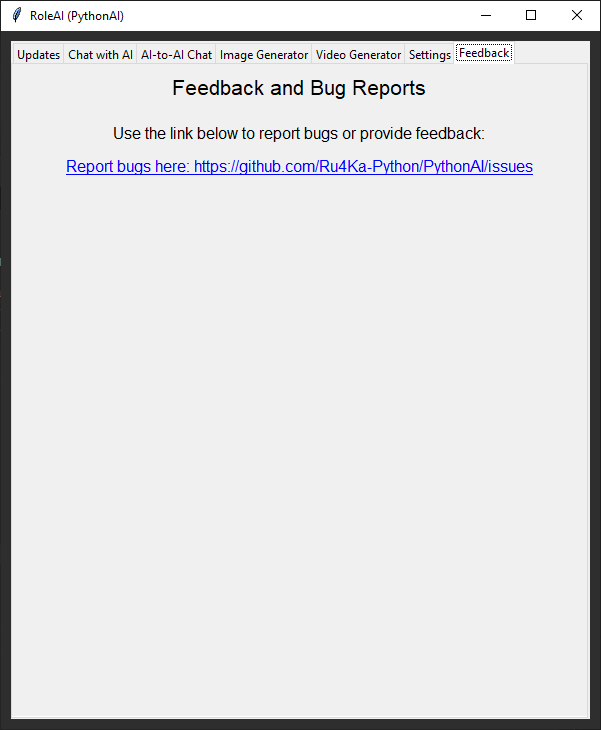 RoleAI (PythonAI)
Updates Chat with AI AI-to-AI Chat Image Generator Video Generator Settings Feedback
Feedback and Bug Reports
Use the link below to report bugs or provide feedback:
Report bugs here: https://github.com/Ru4Ka-Python/PythonAI/issues